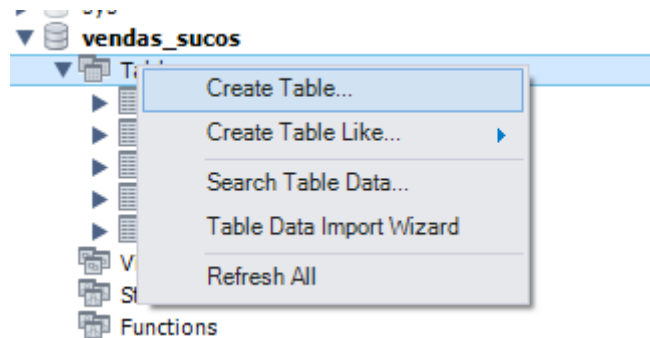 vendas_sucos
Create Table...
Create Table Like...
Search Table Data...
Table Data Import Wizard
Refresh All
Functions